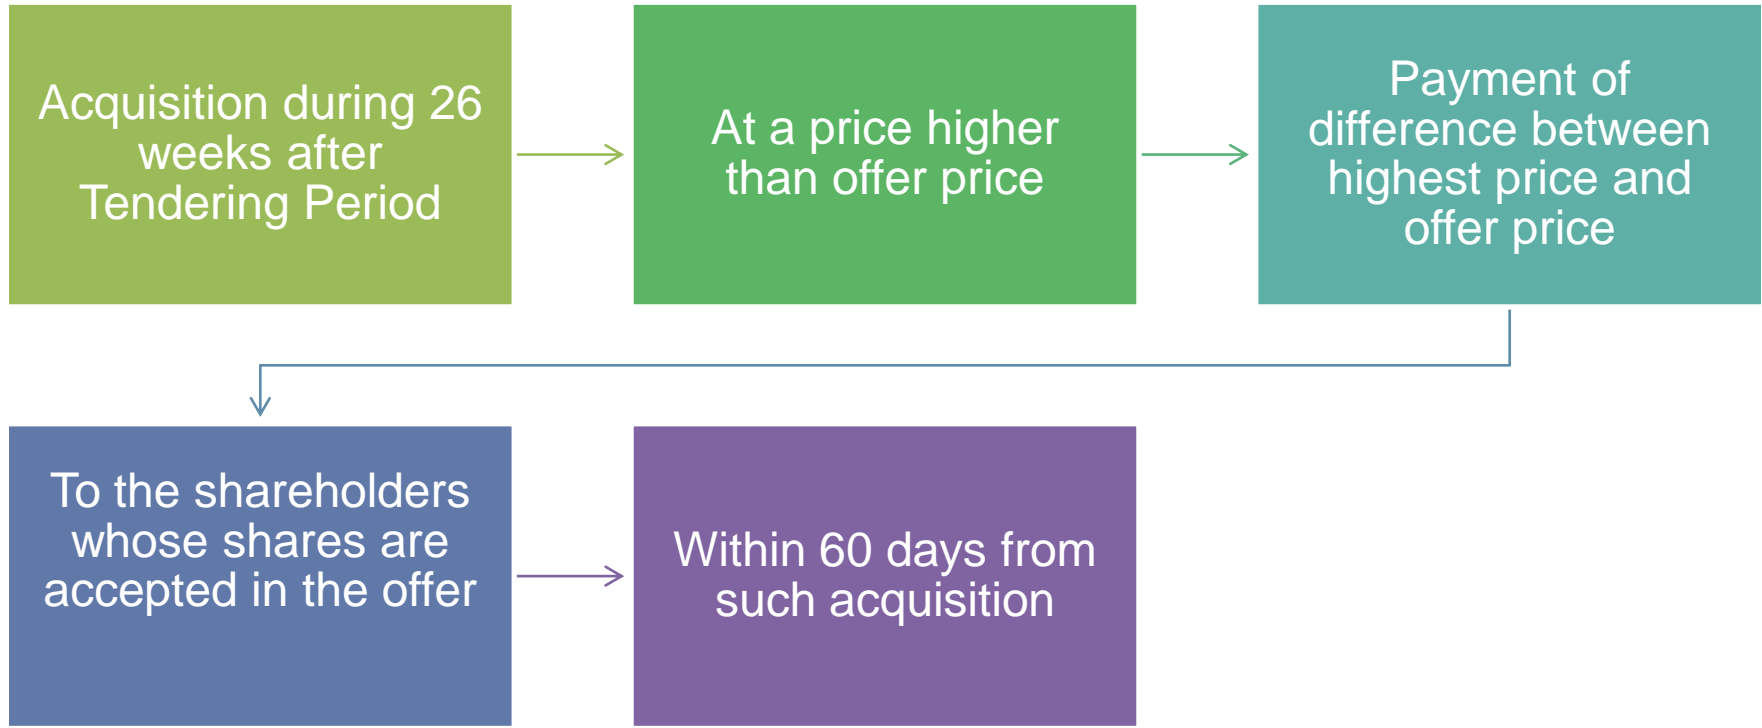 Acquisition during 26
weeks after
Tendering Period
At a price higher
than offer price
Payment of
difference between
highest price and
offer price
To the shareholders
whose shares are
accepted in the offer
Within 60 days from
such acquisition